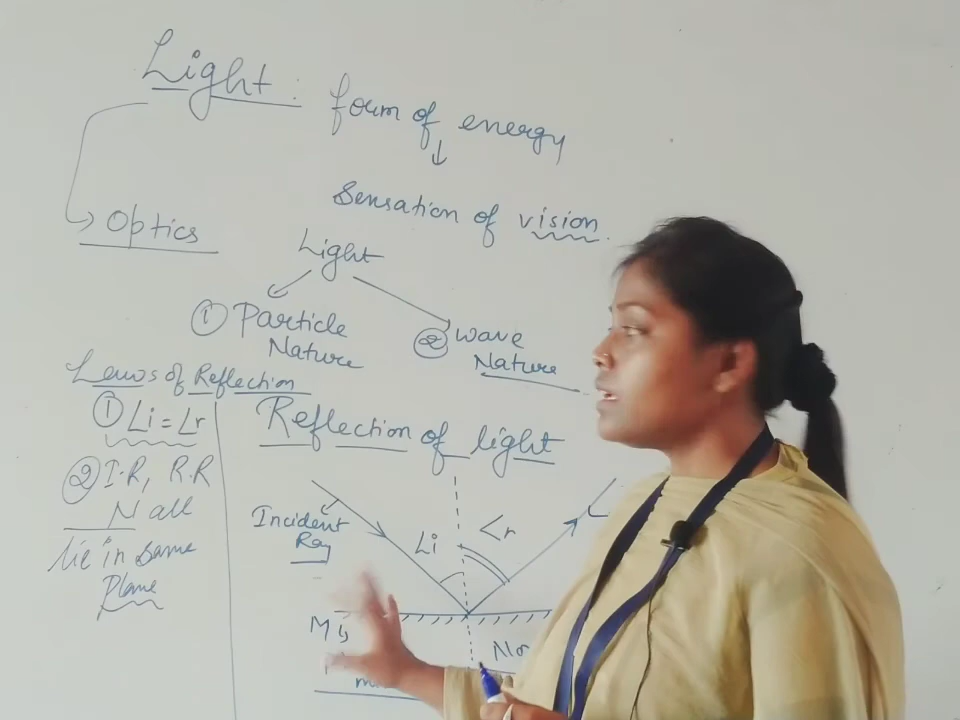 Light : form of energy
Sensation of vision.
Optics
Light
① Particle Nature
② wave Nature
Laws of Reflection
① ∠i = ∠r
② I.R, R.R
N all
lie in same
Plane
Reflection of light
Incident
Ray
∠i
∠r